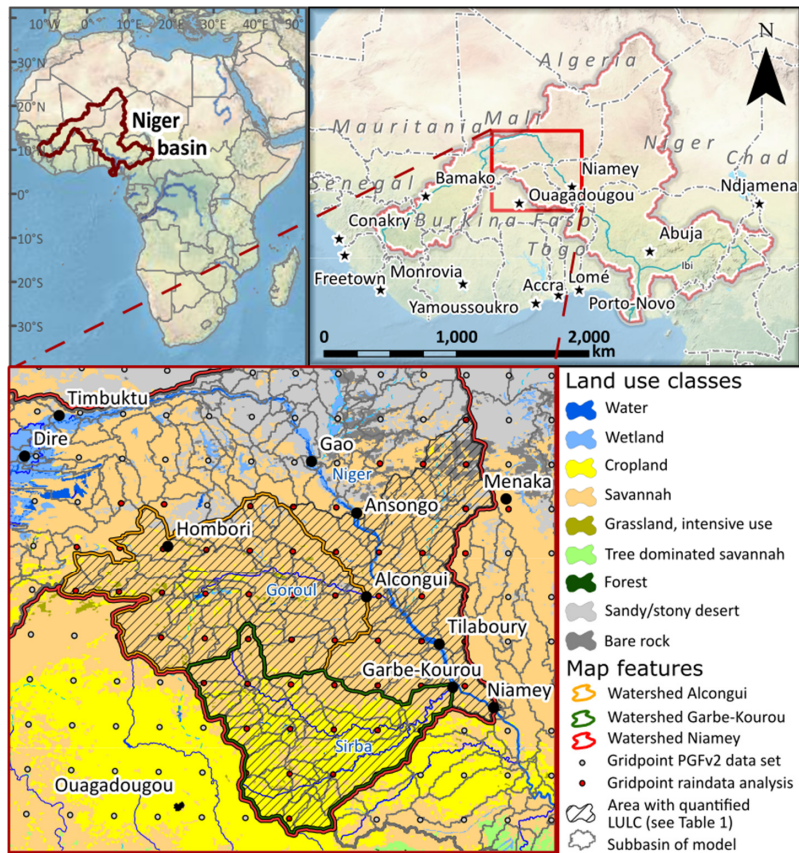 10°W 0° 10°E 20°E 30°E
30°N
20°N
10°N
0°
10°S
20°S
30°S
Niger
basin
N
Algeria
Mauritania
Mali
Niger
Chad
Senegal
Bamako
Niamey
Ouagadougou
Ndjamena
Conakry
Burkina Faso
Togo
Abuja
Ibi
Freetown
Monrovia
Accra
Lomé
Yamoussoukro
Porto-Novo
0
1,000
2,000
km
Timbuktu
Dire
Gao
Niger
Menaka
Ansongo
Hombori
Goroul
Alcongui
Tilaboury
Garbe-Kourou
Niamey
Sirba
Ouagadougou
Land use classes
Water
Wetland
Cropland
Savannah
Grassland, intensive use
Tree dominated savannah
Forest
Sandy/stony desert
Bare rock
Map features
Watershed Alcongui
Watershed Garbe-Kourou
Watershed Niamey
Gridpoint PGFv2 data set
Gridpoint raindata analysis
Area with quantified
LULC (see Table 1)
Subbasin of model